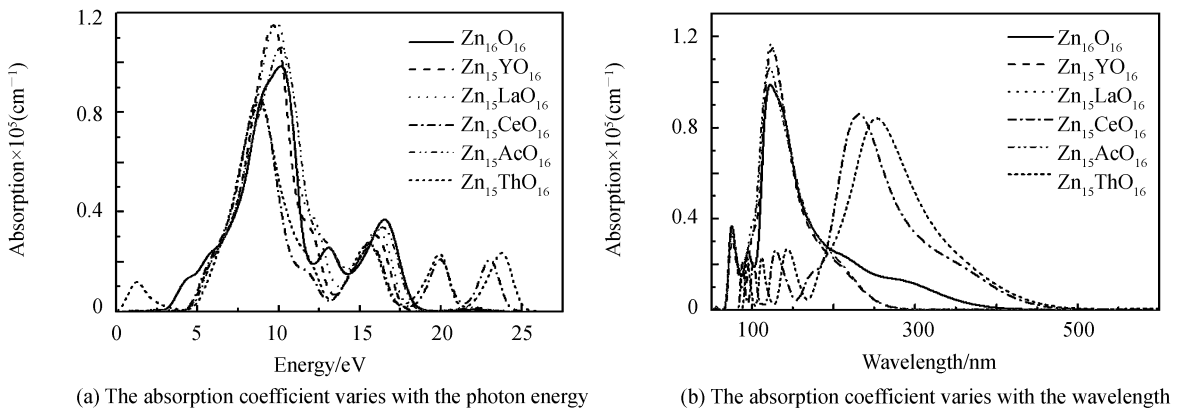 1.2
0.8
0.4
0
Absorption×10⁵(cm⁻¹)
Zn₁₆O₁₆
Zn₁₅YO₁₆
Zn₁₅LaO₁₆
Zn₁₅CeO₁₆
Zn₁₅AcO₁₆
Zn₁₅ThO₁₆
0 5 10 15 20 25
Energy/eV
(a) The absorption coefficient varies with the photon energy
1.2
0.8
0.4
0
Absorption×10⁵(cm⁻¹)
Zn₁₆O₁₆
Zn₁₅YO₁₆
Zn₁₅LaO₁₆
Zn₁₅CeO₁₆
Zn₁₅AcO₁₆
Zn₁₅ThO₁₆
100 300 500
Wavelength/nm
(b) The absorption coefficient varies with the wavelength